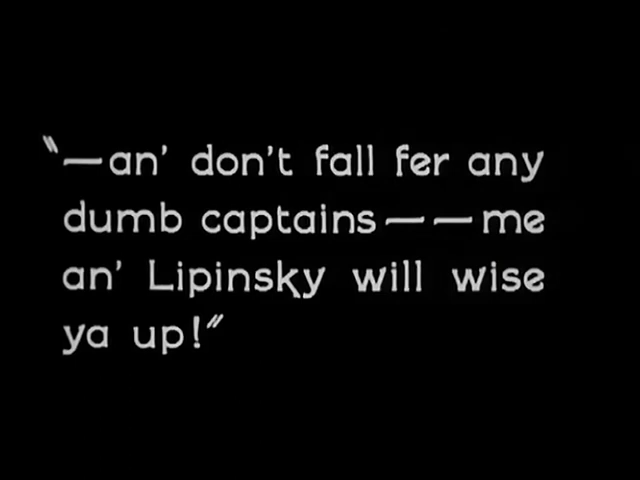 "—an' don't fall fer any
dumb captains — — me
an' Lipinsky will wise
ya up!"